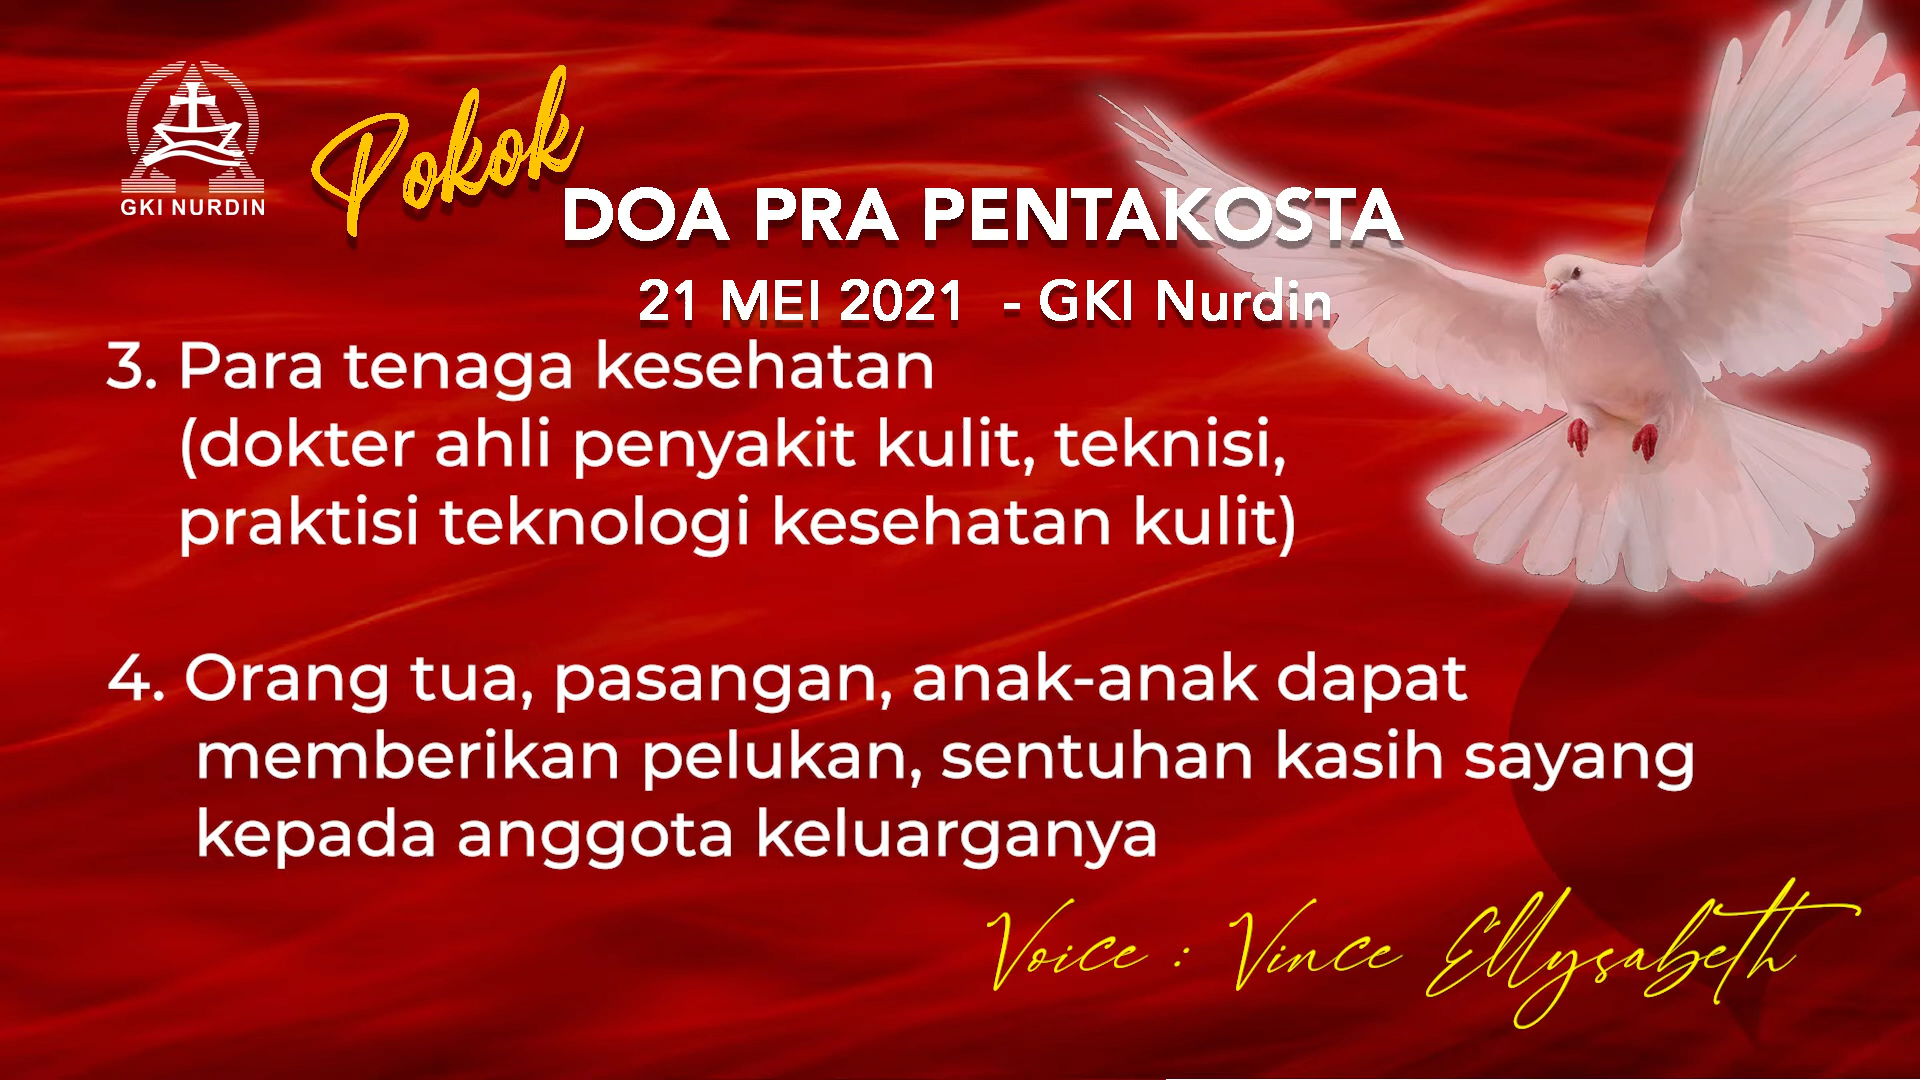 GKI NURDIN
Pokok
DOA PRA PENTAKOSTA
21 MEI 2021 - GKI Nurdin
3. Para tenaga kesehatan
(dokter ahli penyakit kulit, teknisi,
praktisi teknologi kesehatan kulit)
4. Orang tua, pasangan, anak-anak dapat
memberikan pelukan, sentuhan kasih sayang
kepada anggota keluarganya
Voice : Vince Ellysabeth